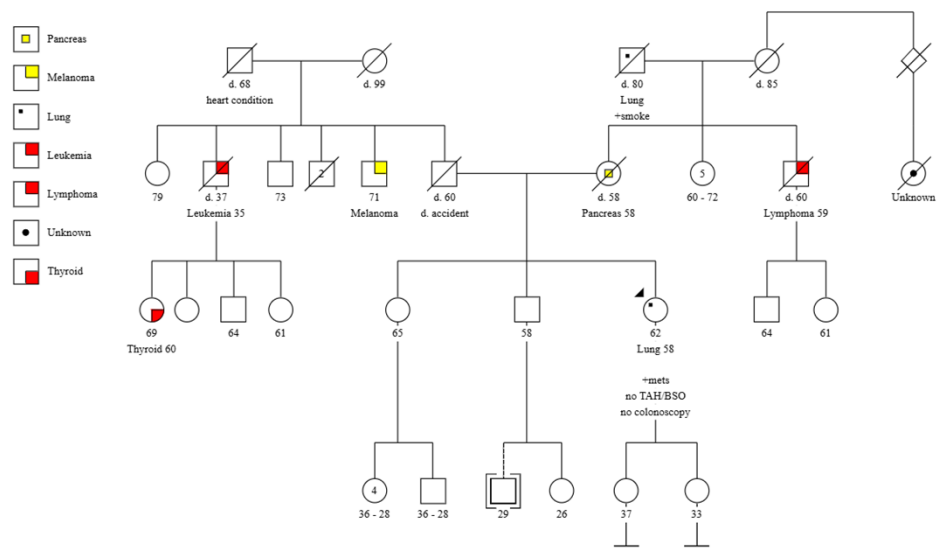 Pancreas
Melanoma
Lung
Leukemia
Lymphoma
Unknown
Thyroid
d. 68
heart condition
d. 99
d. 80
Lung
+smoke
d. 85
79
d. 37
Leukemia 35
73
2
71
Melanoma
d. 60
d. accident
d. 58
Pancreas 58
5
60 - 72
d. 60
Lymphoma 59
Unknown
69
Thyroid 60
64
61
65
58
62
Lung 58
+mets
no TAH/BSO
no colonoscopy
64
61
4
36 - 28
36 - 28
29
26
37
33